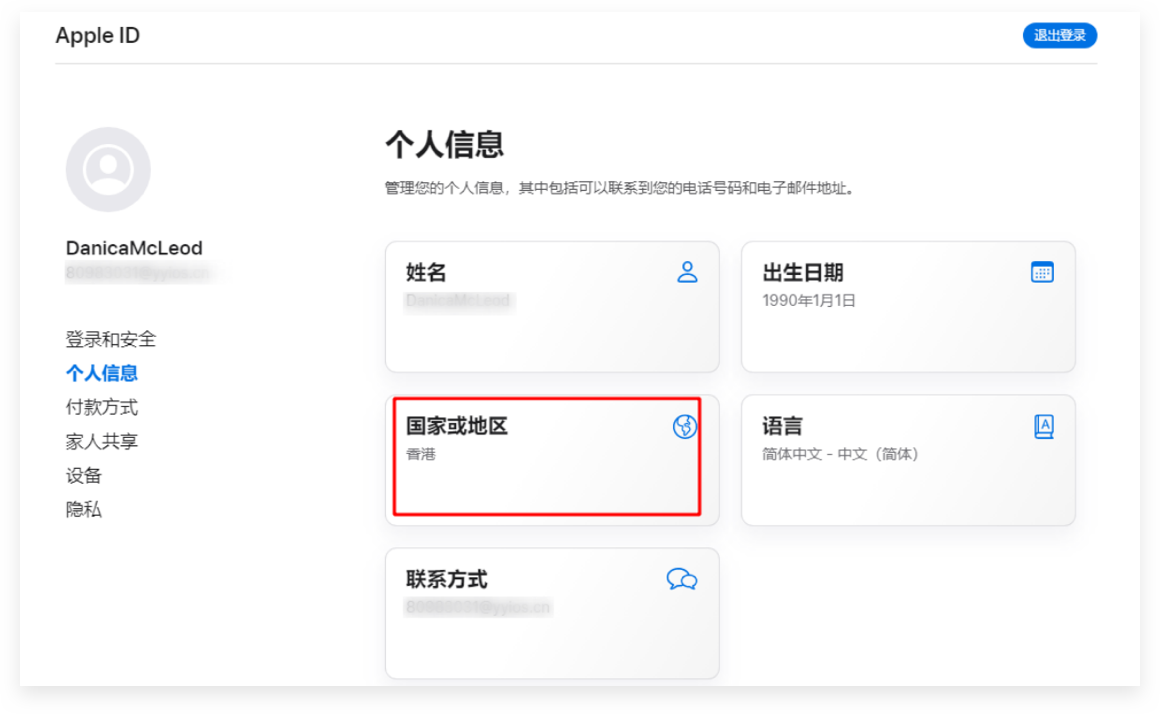 Apple ID
退出登录
DanicaMcLeod
登录和安全
个人信息
付款方式
家人共享
设备
隐私
个人信息
管理您的个人信息，其中包括可以联系到您的电话号码和电子邮件地址。
姓名
DanicaMcLeod
出生日期
1990年1月1日
国家或地区
香港
语言
简体中文 - 中文（简体）
联系方式